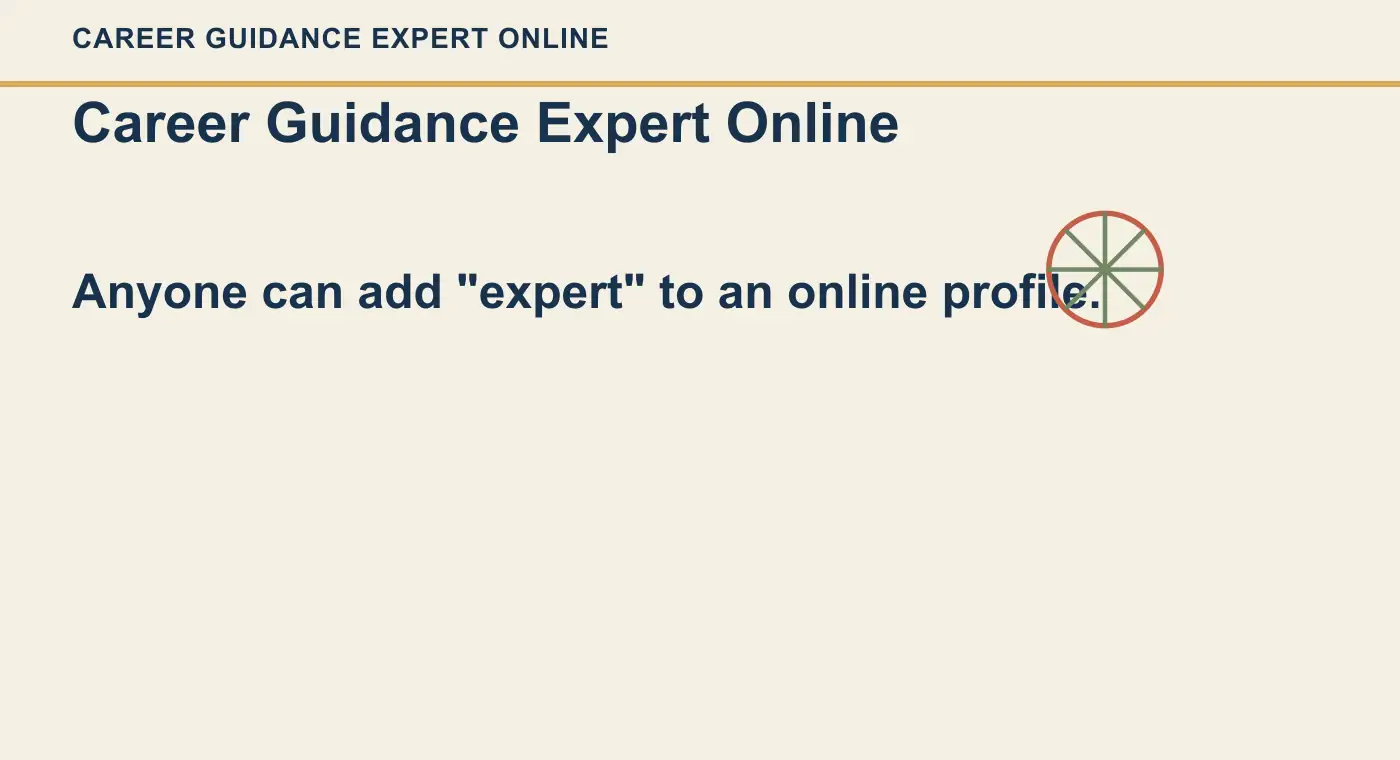 CAREER GUIDANCE EXPERT ONLINE
Career Guidance Expert Online
Anyone can add "expert" to an online profile.